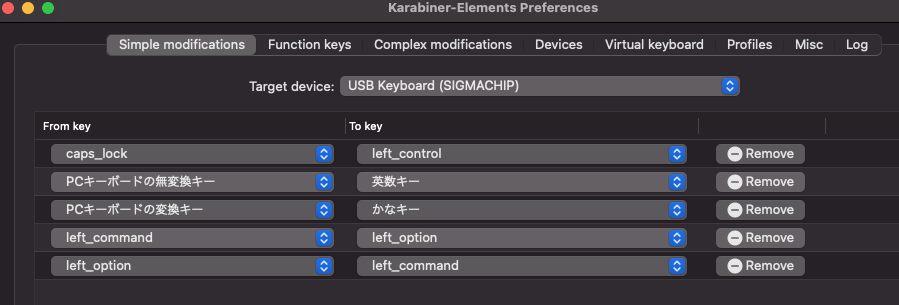 Karabiner-Elements Preferences
Simple modifications Function keys Complex modifications Devices Virtual keyboard Profiles Misc Log
Target device: USB Keyboard (SIGMACHIP)
From key To key
caps_lock left_control Remove
PCキーボードの無変換キー 英数キー Remove
PCキーボードの変換キー かなキー Remove
left_command left_option Remove
left_option left_command Remove